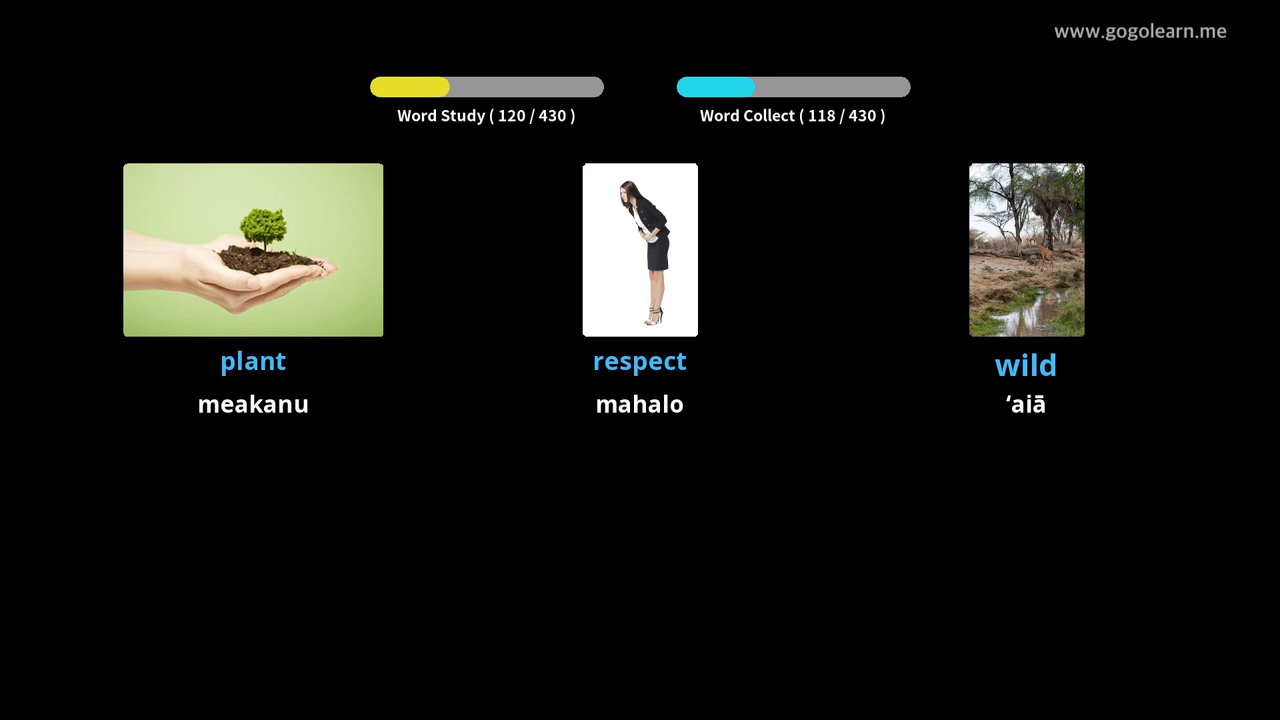 www.gogolearn.me
Word Study ( 120 / 430 )
Word Collect ( 118 / 430 )
plant
respect
wild
meakanu
mahalo
ʻaiā